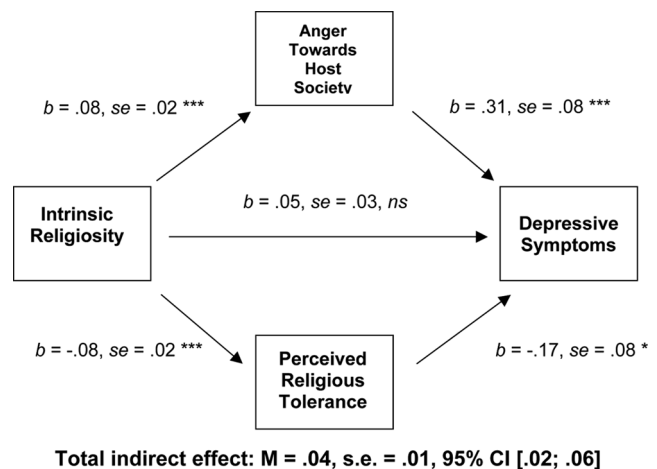 Anger
Towards
Host
Society
b = .08, se = .02 ***
b = .31, se = .08 ***
Intrinsic
Religiosity
b = .05, se = .03, ns
Depressive
Symptoms
b = -.08, se = .02 ***
b = -.17, se = .08 *
Perceived
Religious
Tolerance
Total indirect effect: M = .04, s.e. = .01, 95% CI [.02; .06]